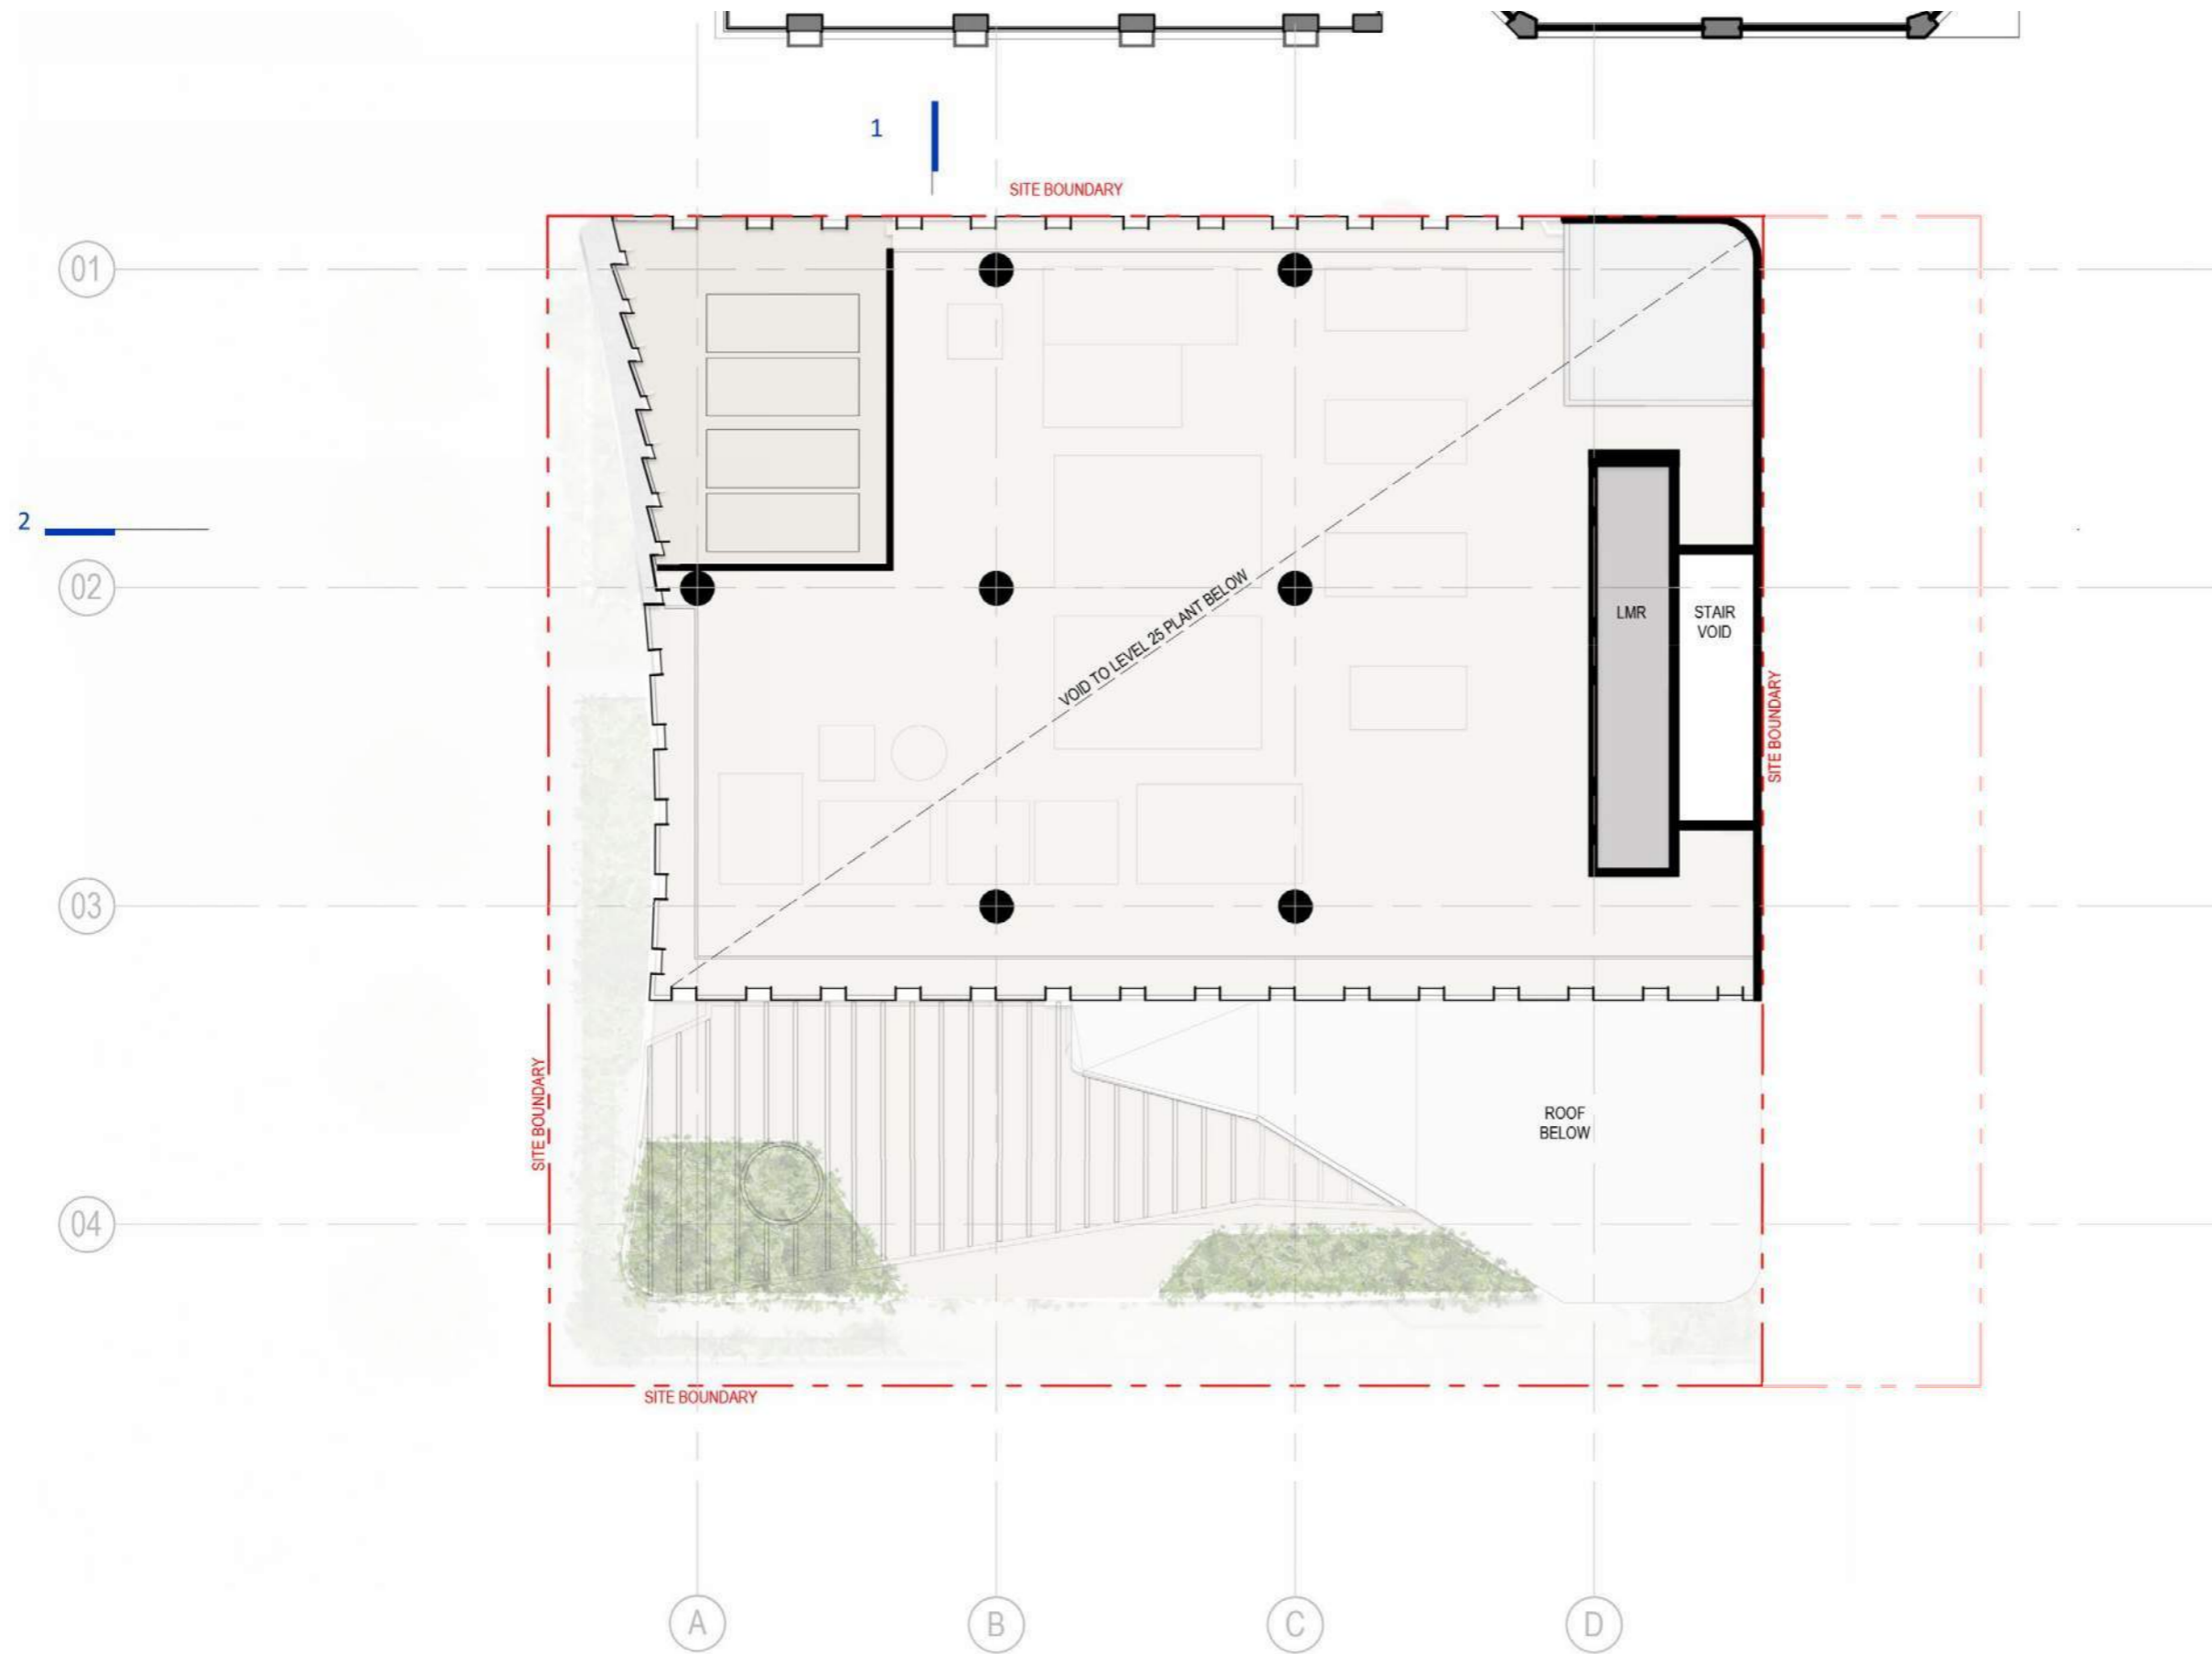 1
SITE BOUNDARY
01
2
02
VOID TO LEVEL 25 PLANT BELOW
LMR
STAIR
VOID
SITE BOUNDARY
03
SITE BOUNDARY
ROOF
BELOW
04
SITE BOUNDARY
A
B
C
D